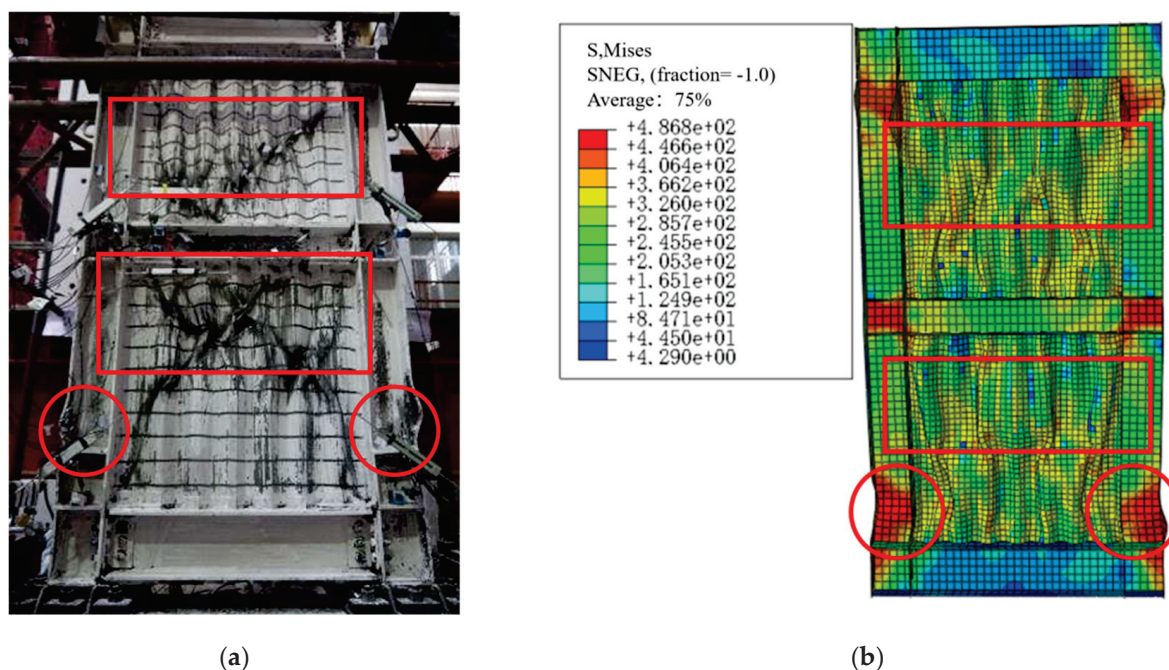 S,Mises
SNEG, (fraction= -1.0)
Average: 75%
+4. 868e+02
+4. 466e+02
+4. 064e+02
+3. 662e+02
+3. 260e+02
+2. 857e+02
+2. 455e+02
+2. 053e+02
+1. 651e+02
+1. 249e+02
+8. 471e+01
+4. 450e+01
+4. 290e+00
(a)
(b)